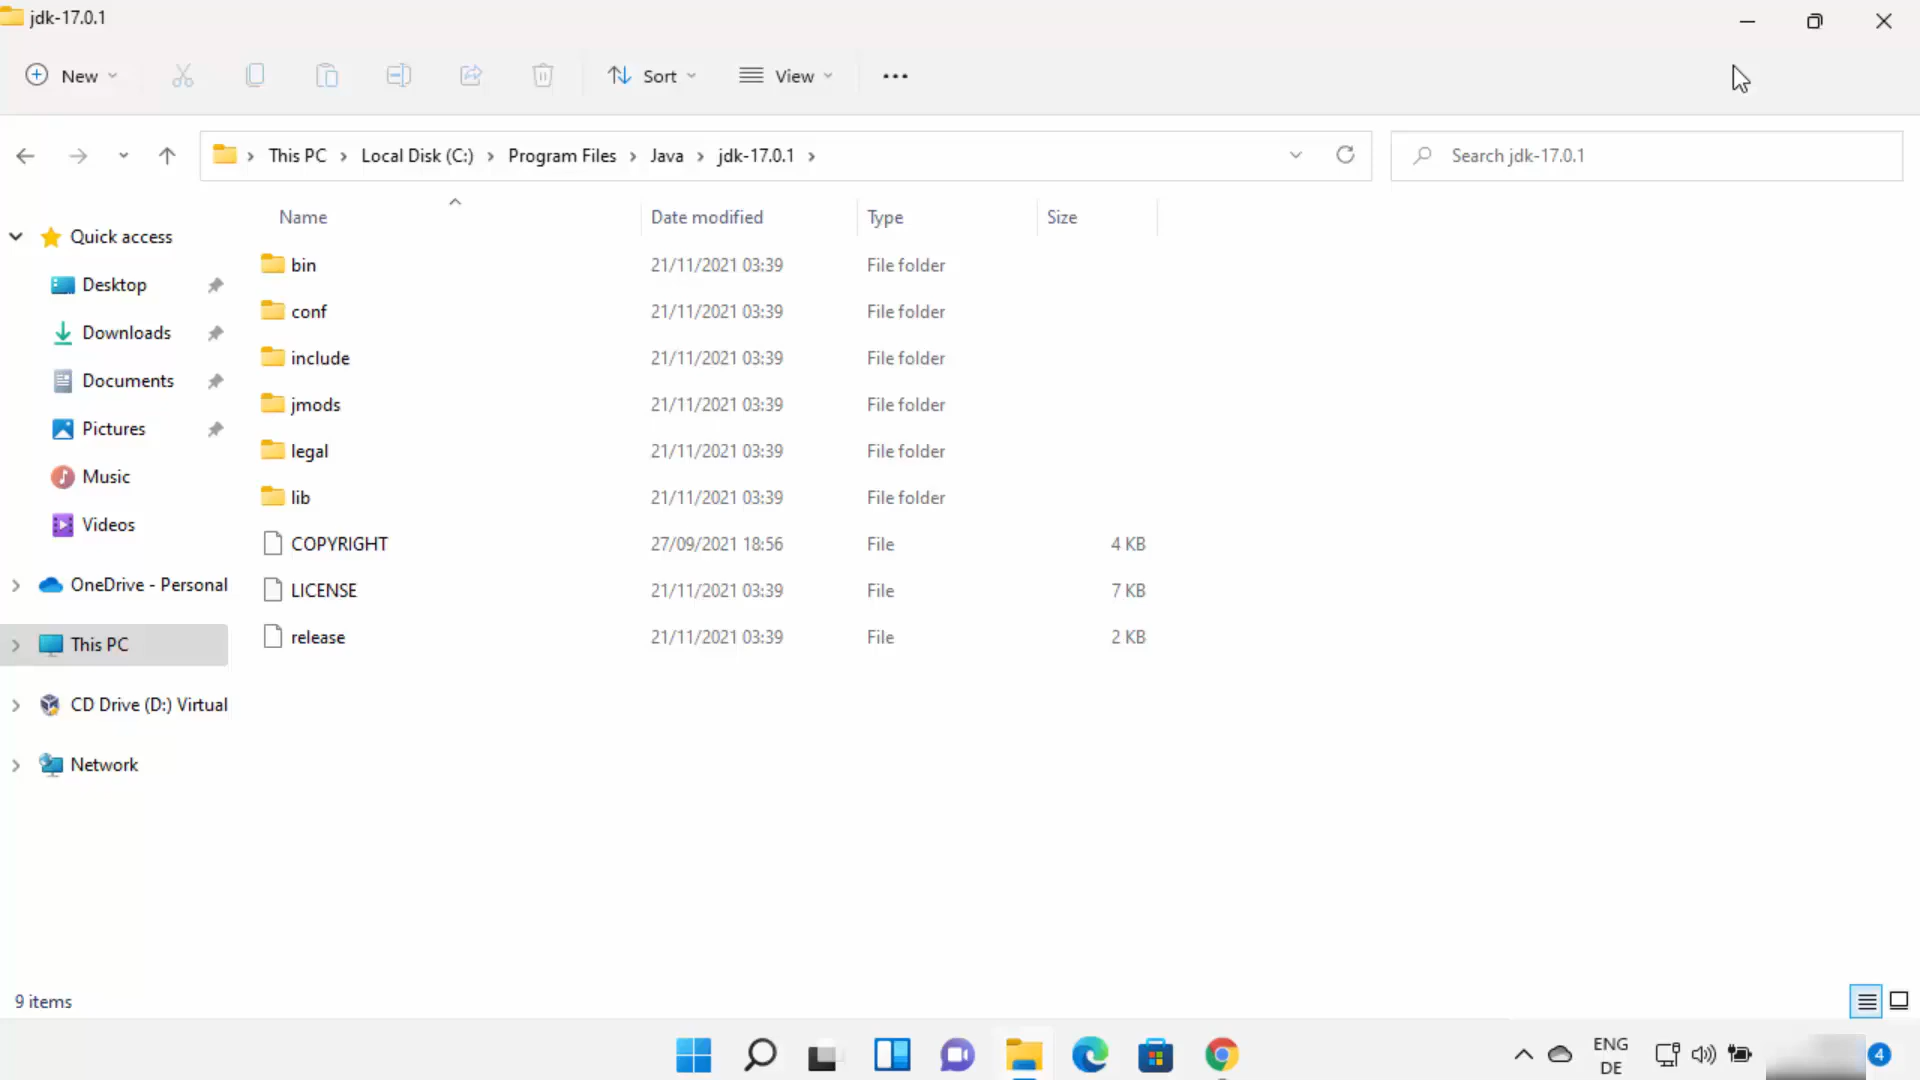 jdk-17.0.1
New Sort View
This PC Local Disk (C:) Program Files Java jdk-17.0.1 Search jdk-17.0.1
Name Date modified Type Size
Quick access
Desktop
Downloads
Documents
Pictures
Music
Videos
OneDrive - Personal
This PC
CD Drive (D:) Virtual
Network
bin 21/11/2021 03:39 File folder
conf 21/11/2021 03:39 File folder
include 21/11/2021 03:39 File folder
jmods 21/11/2021 03:39 File folder
legal 21/11/2021 03:39 File folder
lib 21/11/2021 03:39 File folder
COPYRIGHT 27/09/2021 18:56 File 4 KB
LICENSE 21/11/2021 03:39 File 7 KB
release 21/11/2021 03:39 File 2 KB
9 items
ENG
DE
4